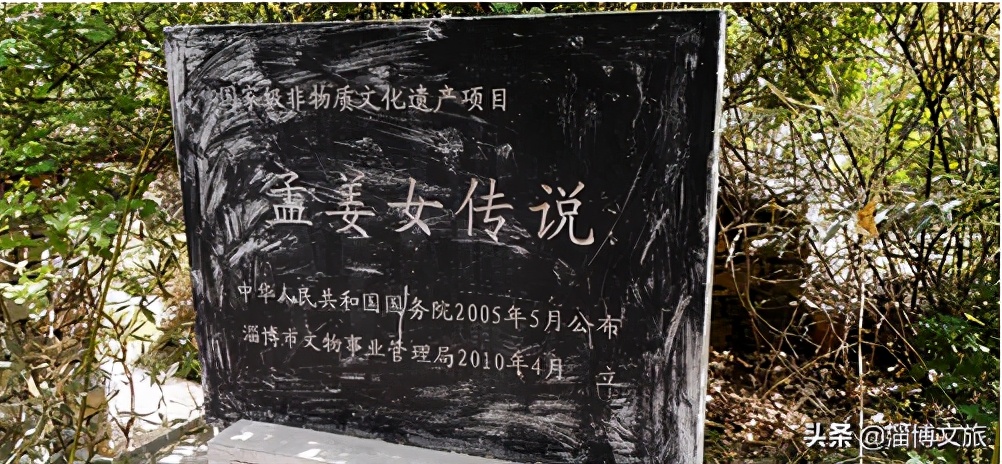 国家级非物质文化遗产项目
孟姜女传说
中华人民共和国国务院2005年5月公布
淄博市文物事业管理局2010年4月 立
头条@淄博文旅